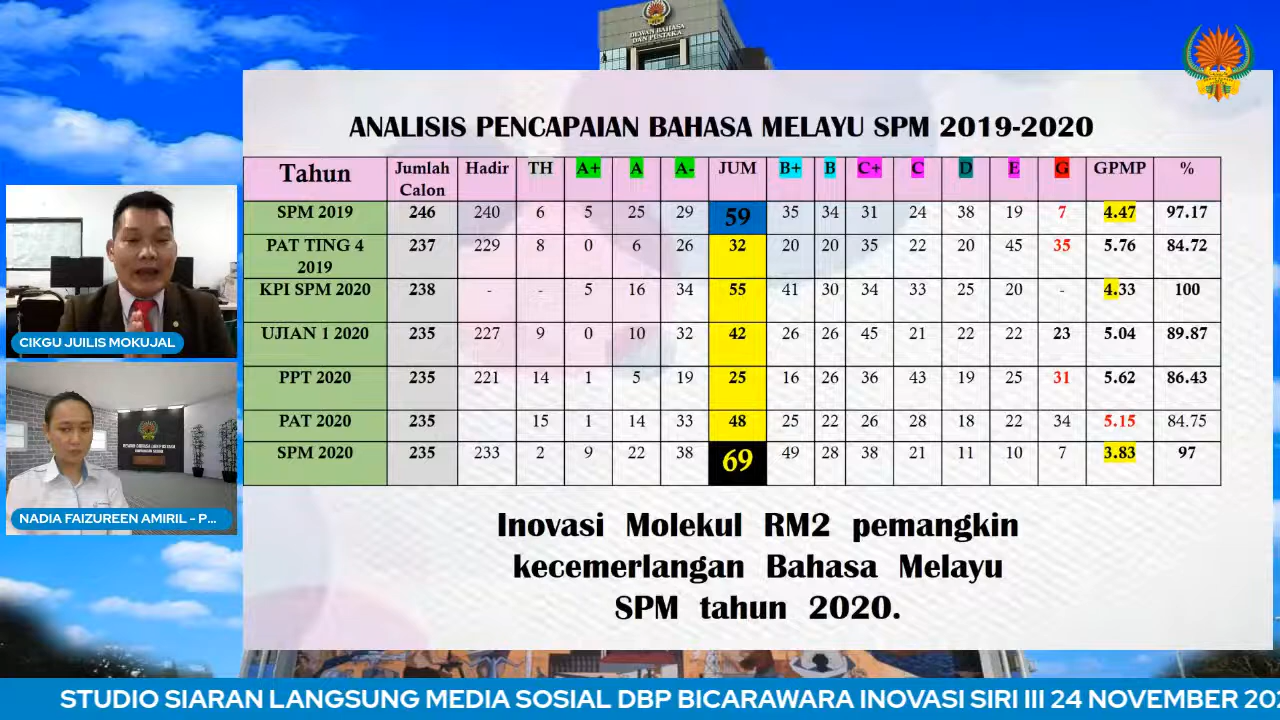 DEWAN BAHASA
DAN PUSTAKA
ANALISIS PENCAPAIAN BAHASA MELAYU SPM 2019-2020
Tahun Jumlah Calon Hadir TH A+ A A- JUM B+ B C+ C D E G GPMP %
SPM 2019 246 240 6 5 25 29 59 35 34 31 24 38 19 7 4.47 97.17
PAT TING 4 2019 237 229 8 0 6 26 32 20 20 35 22 20 45 35 5.76 84.72
KPI SPM 2020 238 - - 5 16 34 55 41 30 34 33 25 20 - 4.33 100
UJIAN 1 2020 235 227 9 0 10 32 42 26 26 45 21 22 22 23 5.04 89.87
PPT 2020 235 221 14 1 5 19 25 16 26 36 43 19 25 31 5.62 86.43
PAT 2020 235 15 1 14 33 48 25 22 26 28 18 22 34 5.15 84.75
SPM 2020 235 233 2 9 22 38 69 49 28 38 21 11 10 7 3.83 97
Inovasi Molekul RM2 pemangkin
kecemerlangan Bahasa Melayu
SPM tahun 2020.
CIKGU JUILIS MOKUJAL
NADIA FAIZUREEN AMIRIL - P...
STUDIO SIARAN LANGSUNG MEDIA SOSIAL DBP BICARAWARA INOVASI SIRI III 24 NOVEMBER